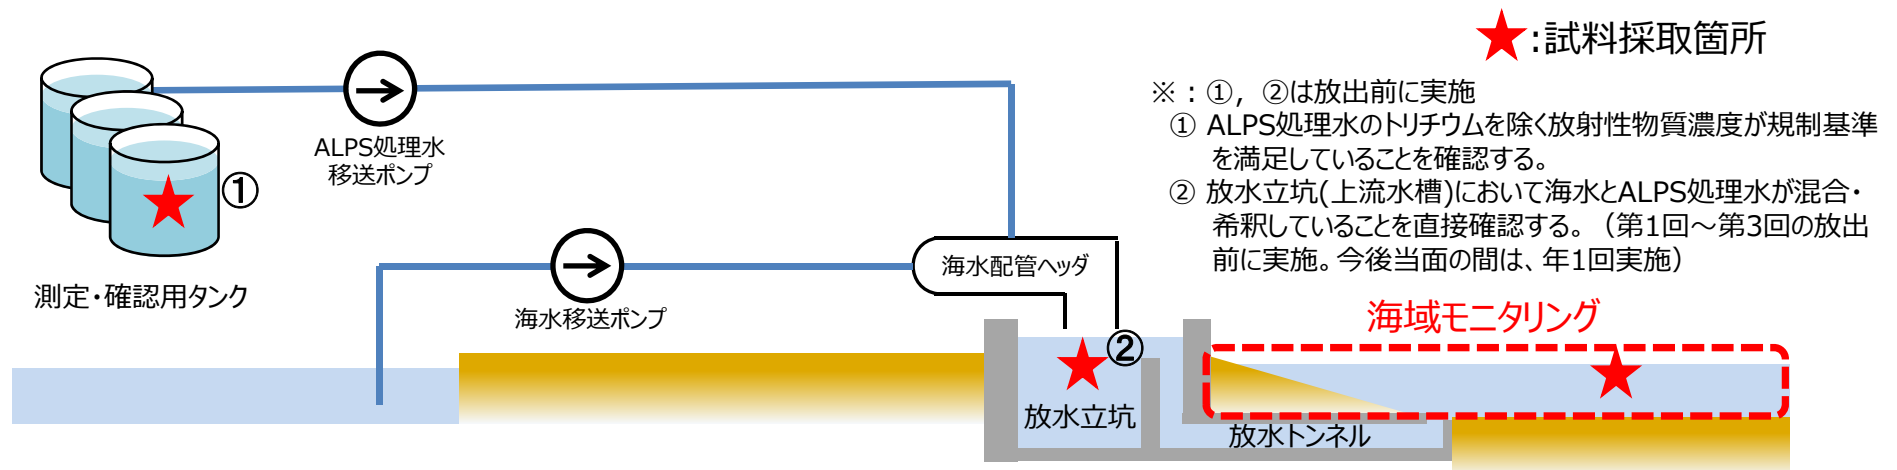 ★:試料採取箇所
※：①，②は放出前に実施
① ALPS処理水のトリチウムを除く放射性物質濃度が規制基準
を満足していることを確認する。
② 放水立坑(上流水槽)において海水とALPS処理水が混合・
希釈していることを直接確認する。（第1回～第3回の放出
前に実施。今後当面の間は、年1回実施）
ALPS処理水
移送ポンプ
①
測定・確認用タンク
海水配管ヘッダ
海水移送ポンプ
海域モニタリング
②
放水立坑
放水トンネル